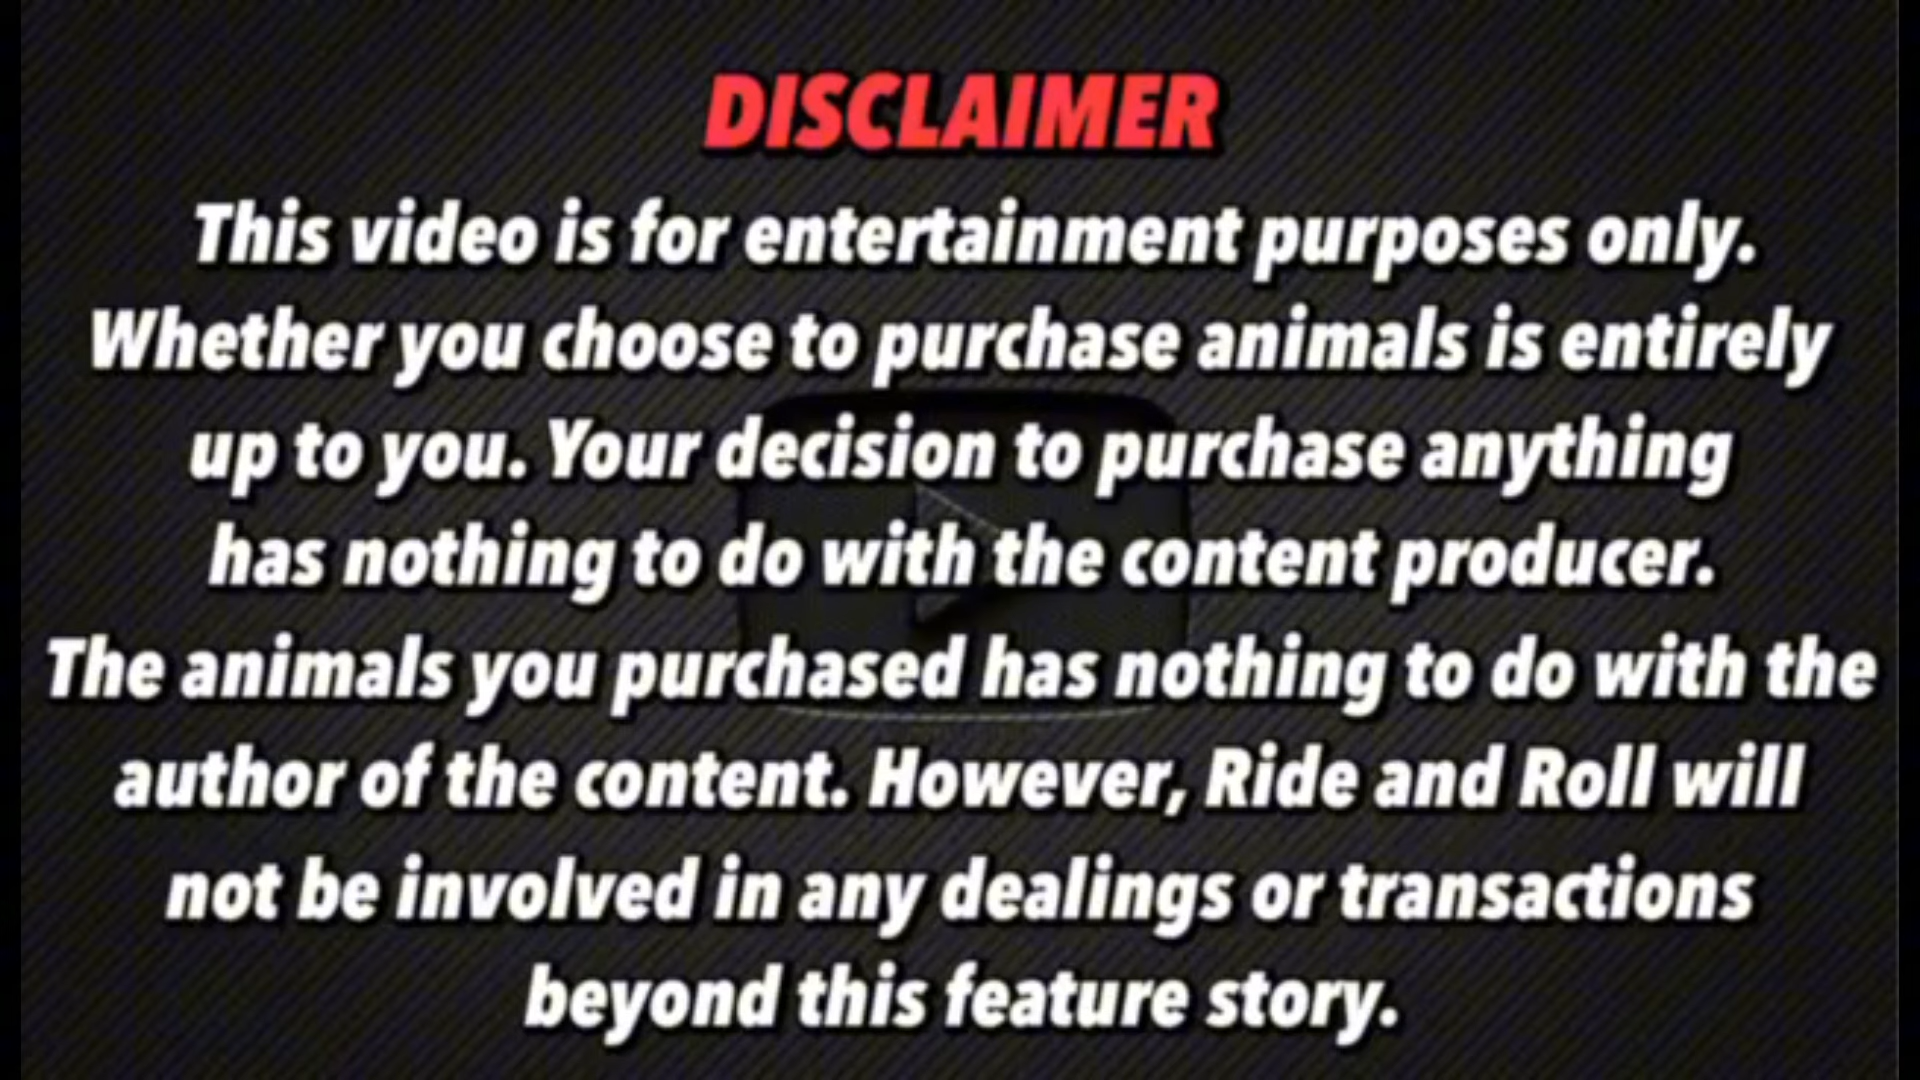 DISCLAIMER
This video is for entertainment purposes only.
Whether you choose to purchase animals is entirely
up to you. Your decision to purchase anything
has nothing to do with the content producer.
The animals you purchased has nothing to do with the
author of the content. However, Ride and Roll will
not be involved in any dealings or transactions
beyond this feature story.